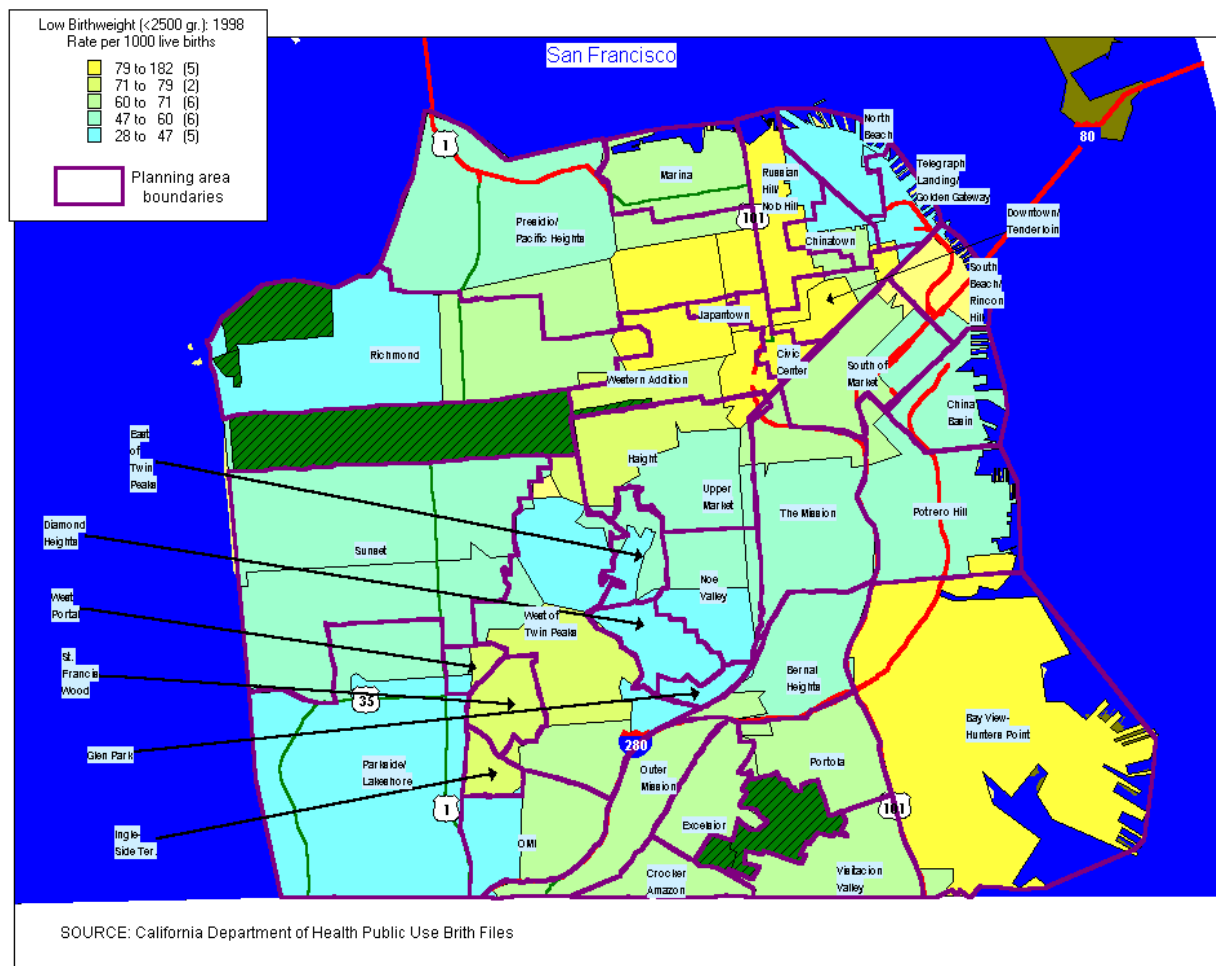 Low Birthweight (<2500 gr.): 1998
Rate per 1000 live births
79 to 182 (5)
71 to 79 (2)
60 to 71 (6)
47 to 60 (6)
28 to 47 (5)
Planning area
boundaries
San Francisco
1
80
North
Beach
Telegraph
Landing/
Golden Gateway
Marina
Russian
Hill/
Nob Hill
101
Downtown/
Tenderloin
Presidio/
Pacific Heights
Chinatown
South
Beach/
Rincon
Hill
Japantown
Richmond
Civic
Center
South of
Market
Western Addition
China
Basin
East
of
Twin
Peaks
Haight
Upper
Market
The Mission
Potrero Hill
Diamond
Heights
Sunset
Noe
Valley
West
Portal
West of
Twin Peaks
St.
Francis
Wood
35
Bernal
Heights
Bay View-
Hunters Point
Glen Park
280
Parkside/
Lakeshore
Outer
Mission
Portola
1
101
Ingle-
Side Ter.
OMI
Excelsior
Crocker
Amazon
Visitacion
Valley
SOURCE: California Department of Health Public Use Brith Files